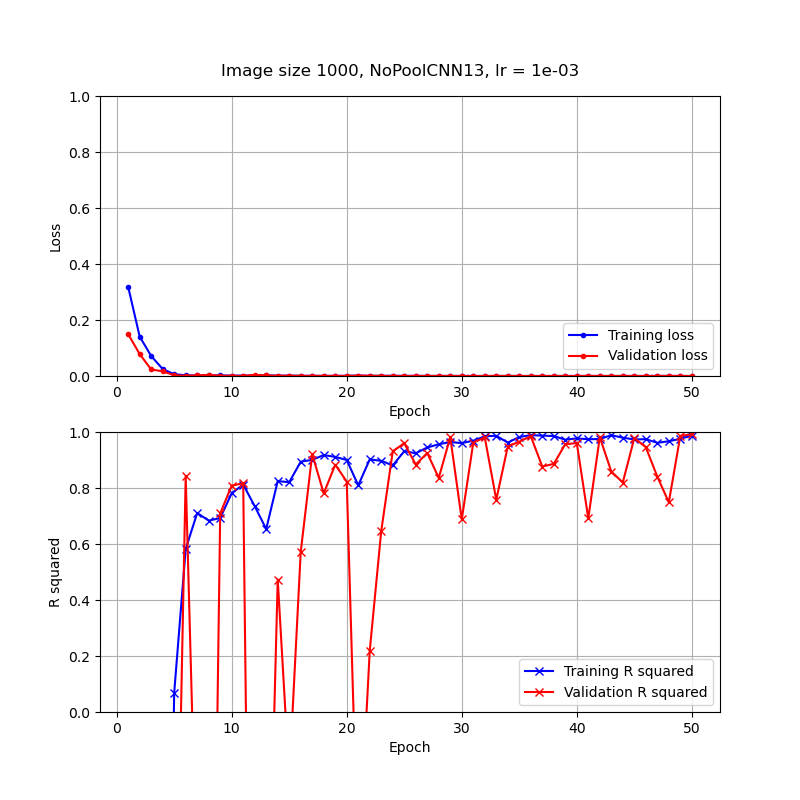 Image size 1000, NoPoolCNN13, lr = 1e-03
1.0
0.8
0.6
0.4
0.2
0.0
Loss
Training loss
Validation loss
0 10 20 30 40 50
Epoch
1.0
0.8
0.6
0.4
0.2
0.0
R squared
Training R squared
Validation R squared
0 10 20 30 40 50
Epoch